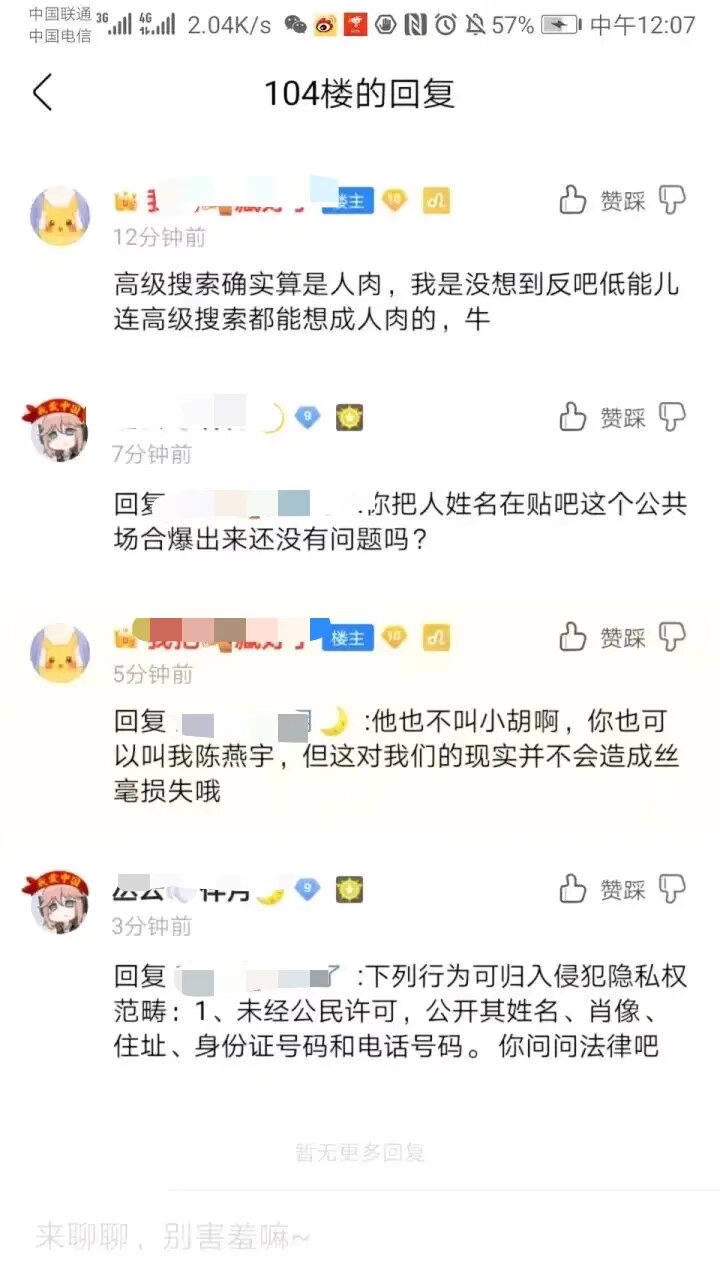 中国联通
中国电信
3G 4G 2.04K/s 57% 中午12:07
104楼的回复
楼主 10
赞踩
12分钟前
高级搜索确实算是人肉，我是没想到反吧低能儿
连高级搜索都能想成人肉的，牛
9
赞踩
7分钟前
回复 你把人姓名在贴吧这个公共
场合爆出来还没有问题吗？
楼主 10
赞踩
5分钟前
回复 :他也不叫小胡啊，你也可
以叫我陈燕宇，但这对我们的现实并不会造成丝
毫损失哦
9
赞踩
3分钟前
回复 :下列行为可归入侵犯隐私权
范畴：1、未经公民许可，公开其姓名、肖像、
住址、身份证号码和电话号码。你问问法律吧
暂无更多回复
来聊聊，别害羞嘛~